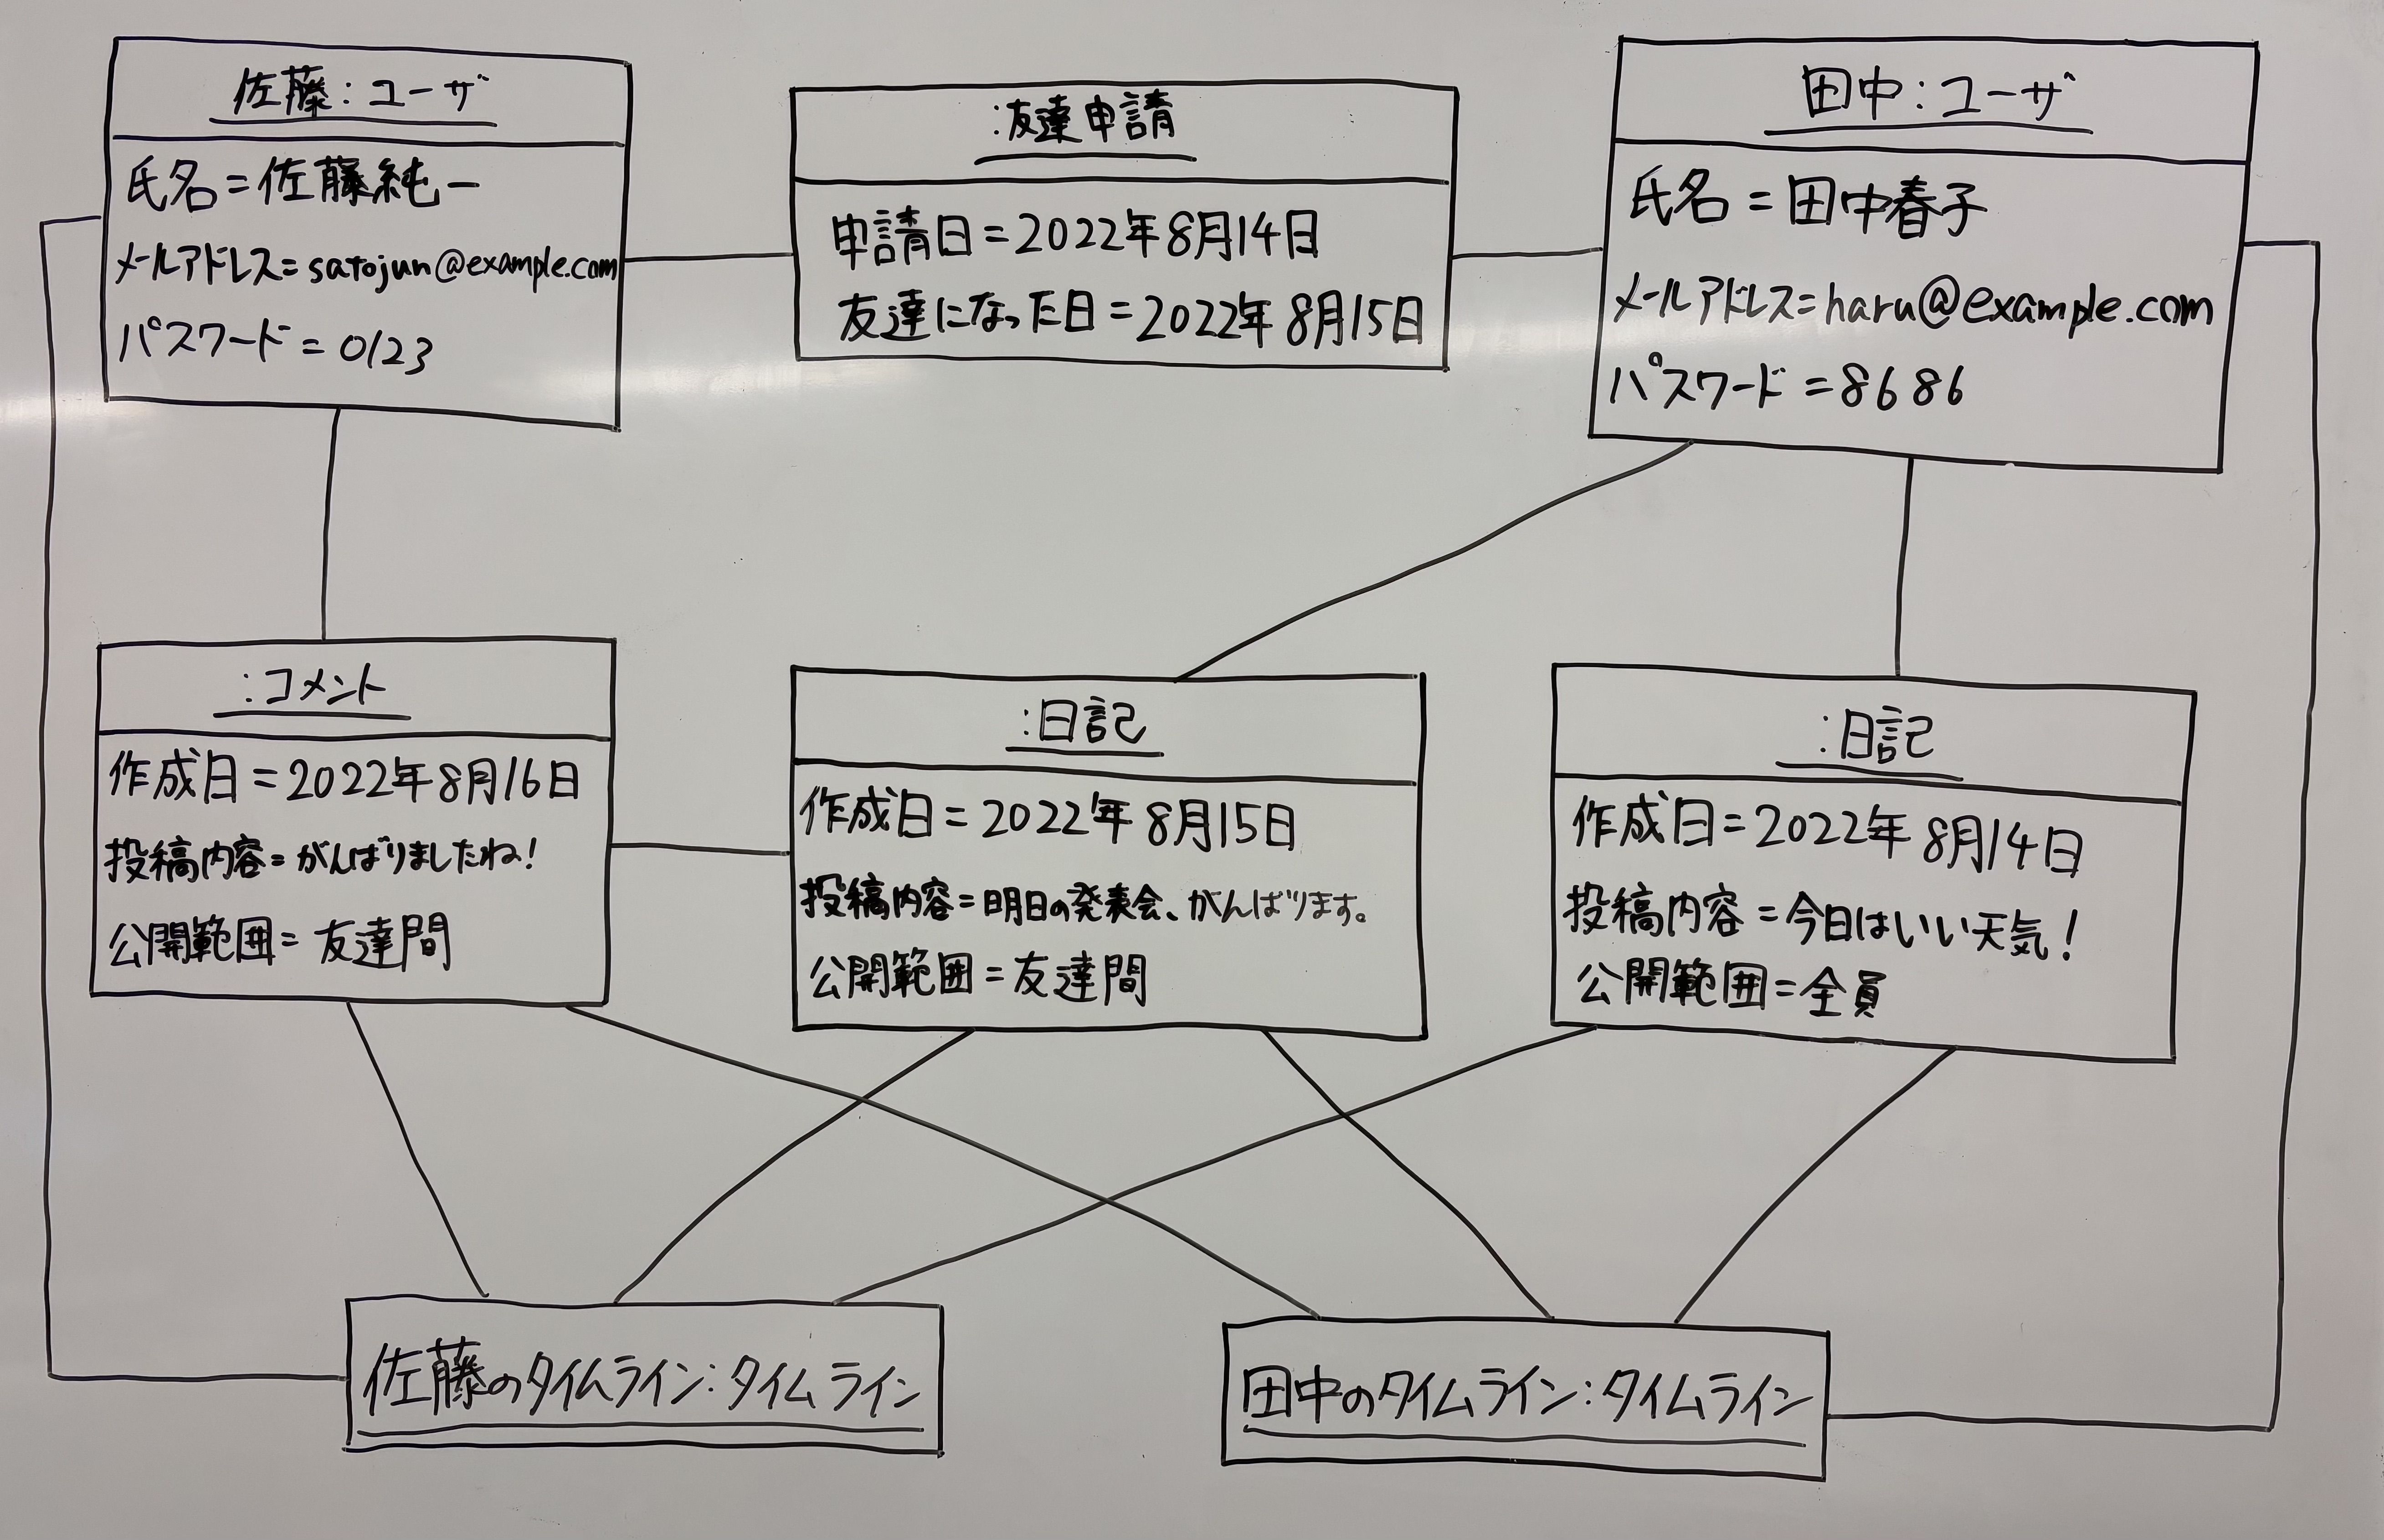 佐藤:ユーザ
氏名=佐藤純一
メールアドレス=satojun@example.com
パスワード=0123
:友達申請
申請日=2022年8月14日
友達になった日=2022年8月15日
田中:ユーザ
氏名=田中春子
メールアドレス=haru@example.com
パスワード=8686
:コメント
作成日=2022年8月16日
投稿内容=がんばりましたね!
公開範囲=友達間
:日記
作成日=2022年8月15日
投稿内容=明日の発表会、がんばります。
公開範囲=友達間
:日記
作成日=2022年8月14日
投稿内容=今日はいい天気!
公開範囲=全員
佐藤のタイムライン:タイムライン
田中のタイムライン:タイムライン